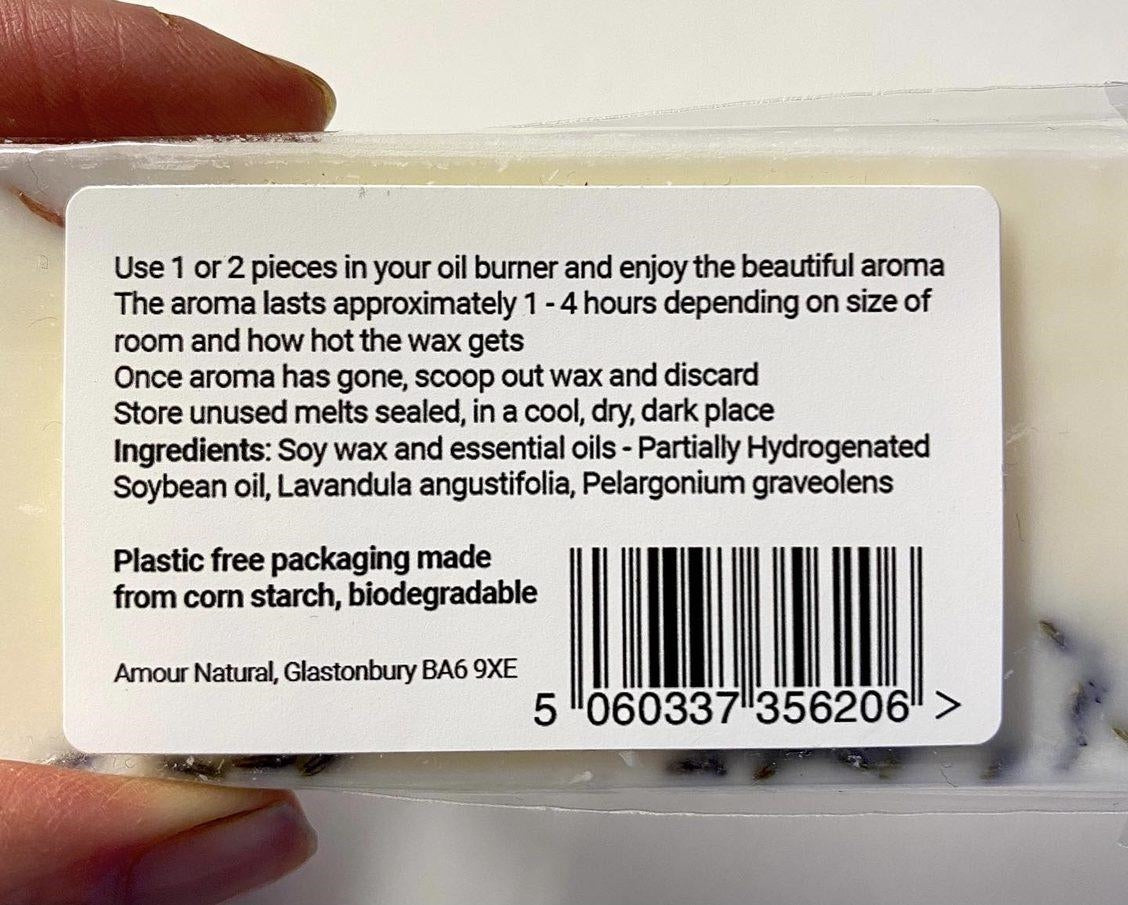 Use 1 or 2 pieces in your oil burner and enjoy the beautiful aroma
The aroma lasts approximately 1 - 4 hours depending on size of
room and how hot the wax gets
Once aroma has gone, scoop out wax and discard
Store unused melts sealed, in a cool, dry, dark place
Ingredients: Soy wax and essential oils - Partially Hydrogenated
Soybean oil, Lavandula angustifolia, Pelargonium graveolens
Plastic free packaging made
from corn starch, biodegradable
Amour Natural, Glastonbury BA6 9XE
5 060337 356206 >